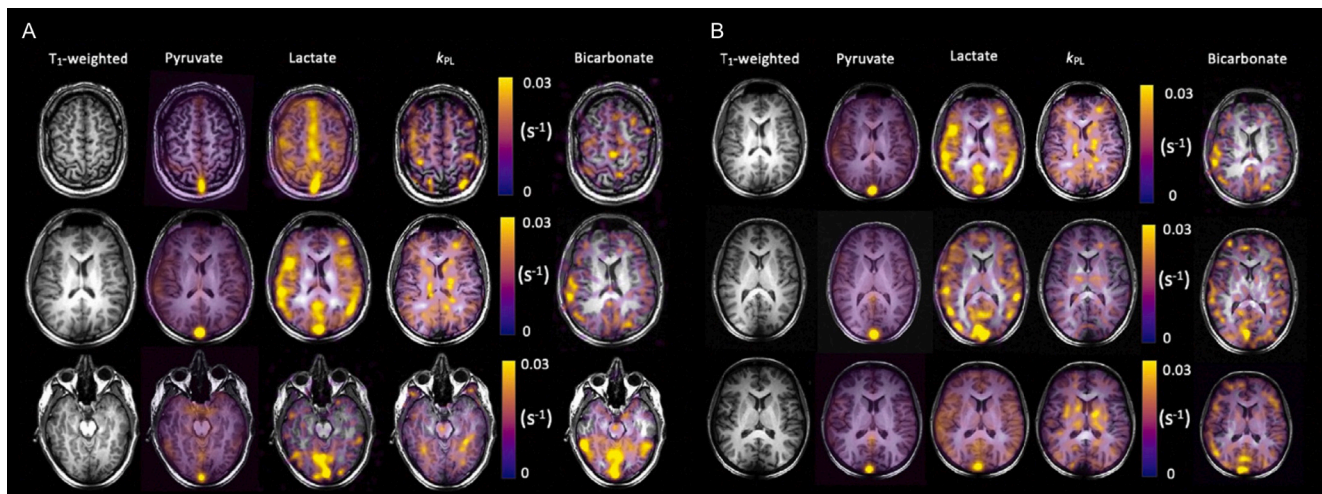 A
T₁-weighted Pyruvate Lactate kPL Bicarbonate
0.03
(s⁻¹)
0
0.03
(s⁻¹)
0
0.03
(s⁻¹)
0
B
T₁-weighted Pyruvate Lactate kPL Bicarbonate
0.03
(s⁻¹)
0
0.03
(s⁻¹)
0
0.03
(s⁻¹)
0